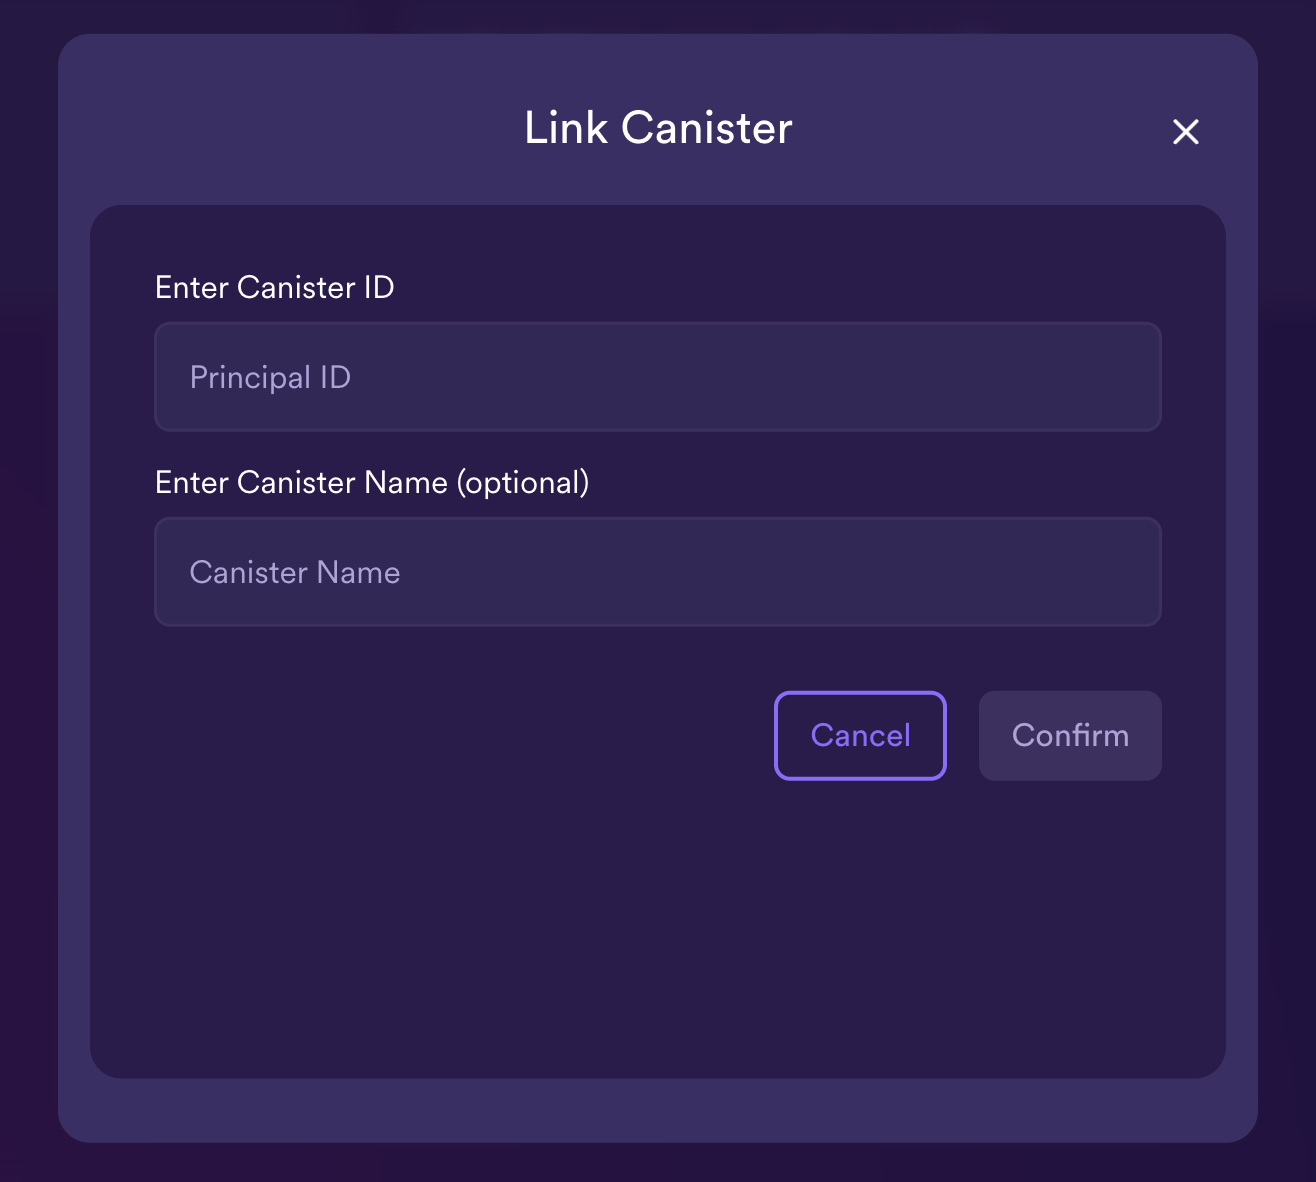 Link Canister
Enter Canister ID
Principal ID
Enter Canister Name (optional)
Canister Name
Cancel
Confirm